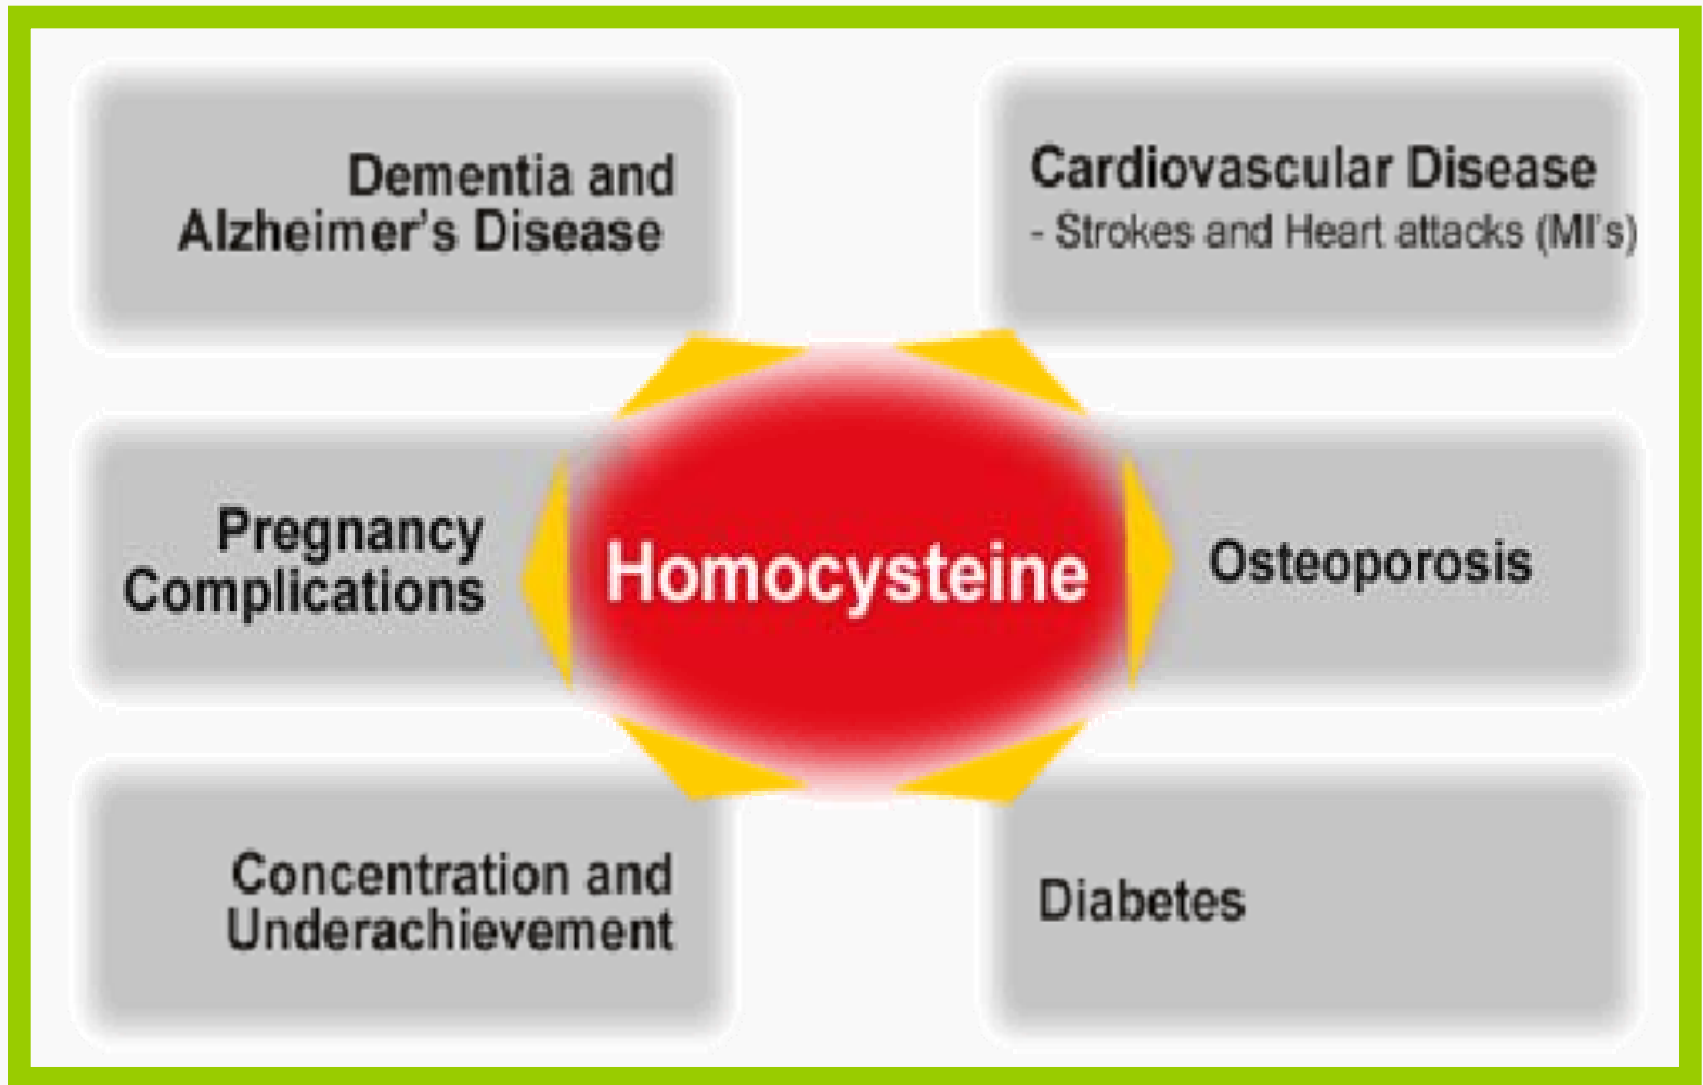 Dementia and
Alzheimer's Disease
Cardiovascular Disease
- Strokes and Heart attacks (MI's)
Pregnancy
Complications
Homocysteine
Osteoporosis
Concentration and
Underachievement
Diabetes